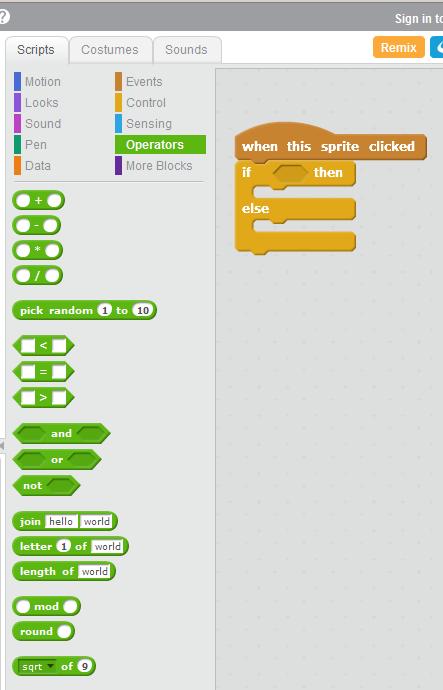 ?
Sign in to
Scripts Costumes Sounds
Remix
Motion Events
Looks Control
Sound Sensing
Pen Operators
Data More Blocks
+
-
*
/
pick random 1 to 10
<
=
>
and
or
not
join hello world
letter 1 of world
length of world
mod
round
sqrt of 9
when this sprite clicked
if then
else